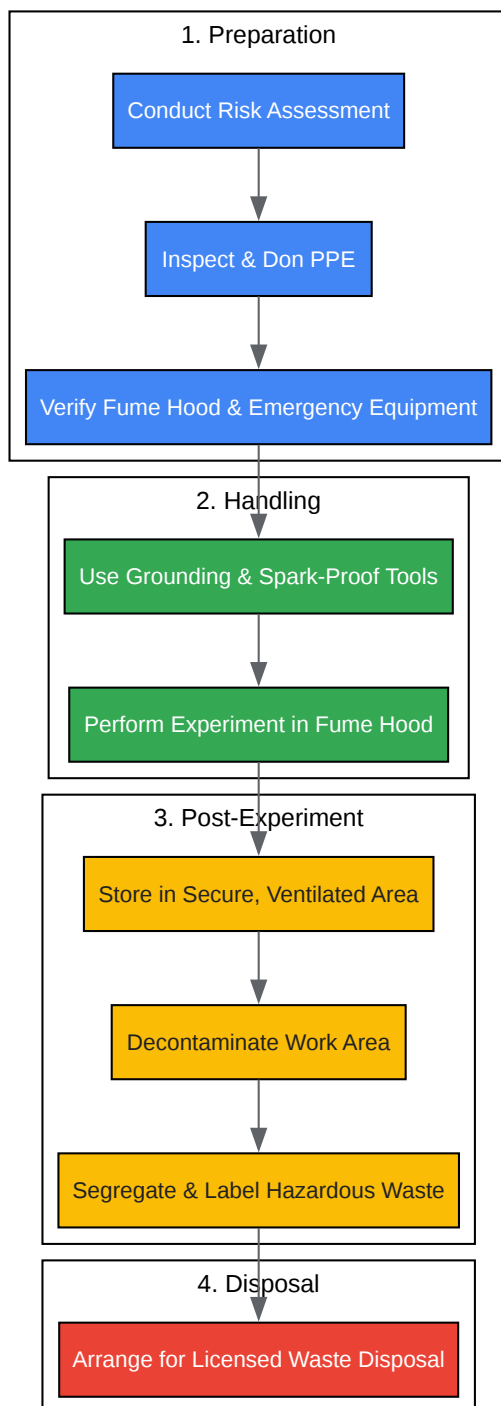 1. Preparation
Conduct Risk Assessment
Inspect & Don PPE
Verify Fume Hood & Emergency Equipment
2. Handling
Use Grounding & Spark-Proof Tools
Perform Experiment in Fume Hood
3. Post-Experiment
Store in Secure, Ventilated Area
Decontaminate Work Area
Segregate & Label Hazardous Waste
4. Disposal
Arrange for Licensed Waste Disposal